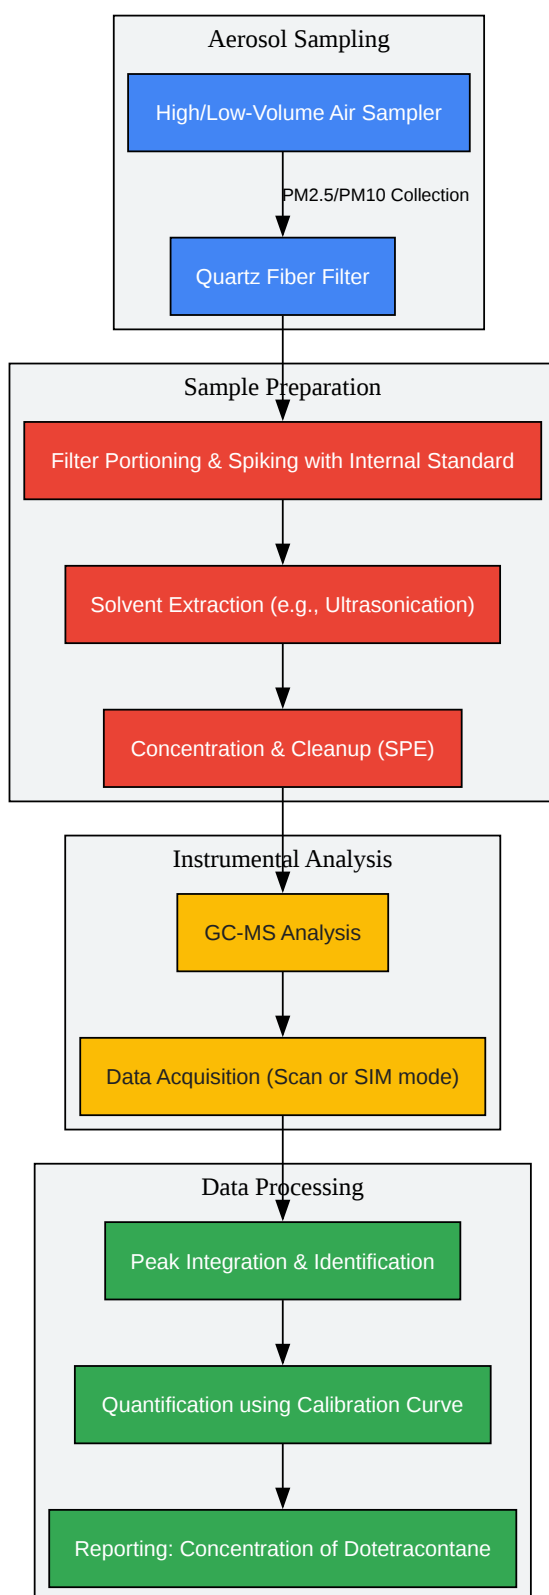 Aerosol Sampling
High/Low-Volume Air Sampler
PM2.5/PM10 Collection
Quartz Fiber Filter
Sample Preparation
Filter Portioning & Spiking with Internal Standard
Solvent Extraction (e.g., Ultrasonication)
Concentration & Cleanup (SPE)
Instrumental Analysis
GC-MS Analysis
Data Acquisition (Scan or SIM mode)
Data Processing
Peak Integration & Identification
Quantification using Calibration Curve
Reporting: Concentration of Dotetracontane